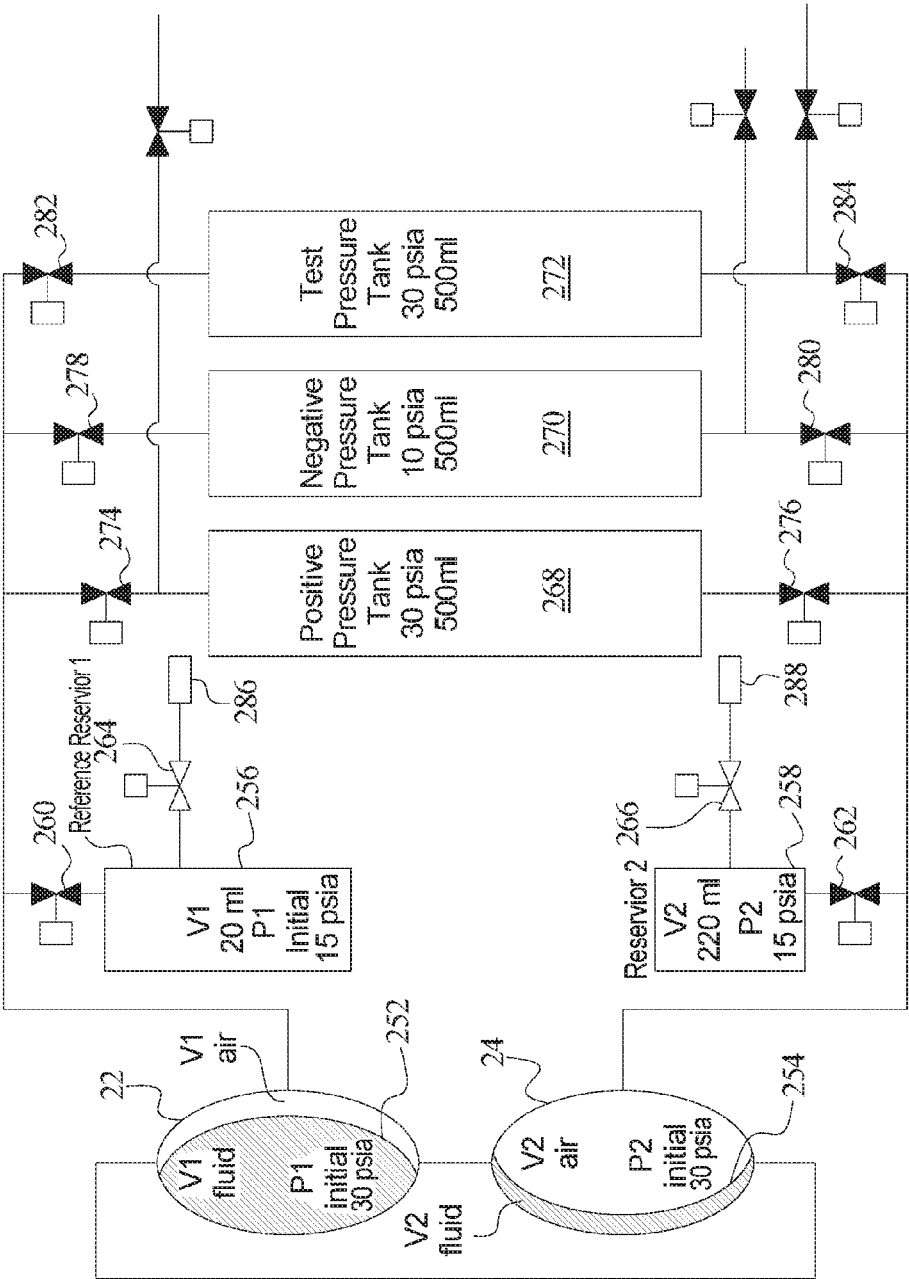 282
278
274
260
Reference Reservior 1
264
286
256
V1
20 ml
P1
Initial
15 psia
Test
Pressure
Tank
30 psia
500ml
272
Negative
Pressure
Tank
10 psia
500ml
270
Positive
Pressure
Tank
30 psia
500ml
268
284
280
276
288
266
258
262
Reservior 2
V2
220 ml
P2
15 psia
V1
air
22
252
V1
fluid
P1
initial
30 psia
24
254
V2
air
P2
initial
30 psia
V2
fluid